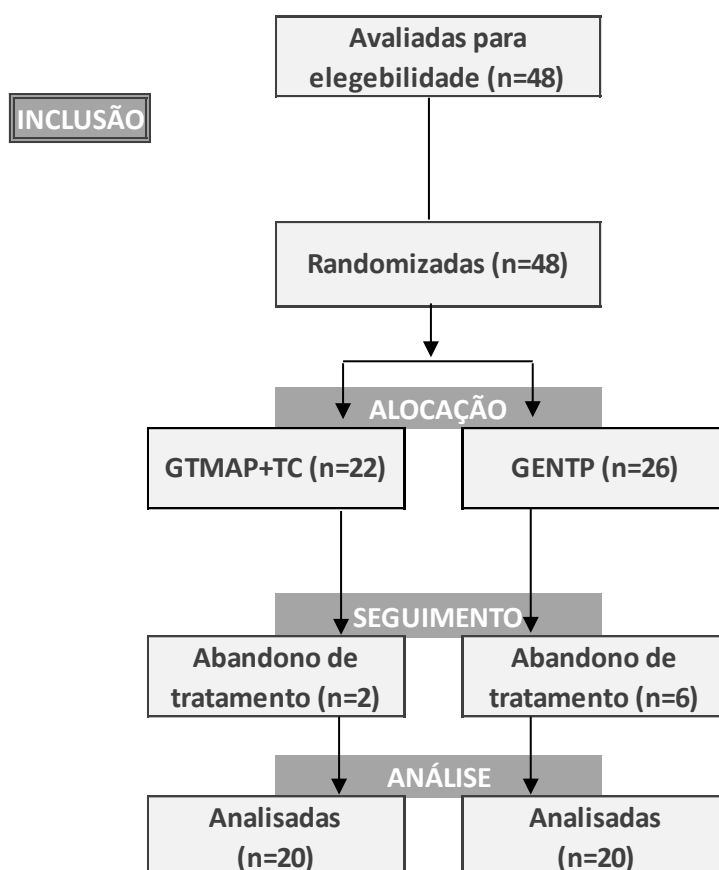 Avaliadas para
elegebilidade (n=48)
INCLUSÃO
Randomizadas (n=48)
ALOCAÇÃO
GTMAP+TC (n=22)
GENTP (n=26)
SEGUIMENTO
Abandono de
tratamento (n=2)
Abandono de
tratamento (n=6)
ANÁLISE
Analisadas
(n=20)
Analisadas
(n=20)